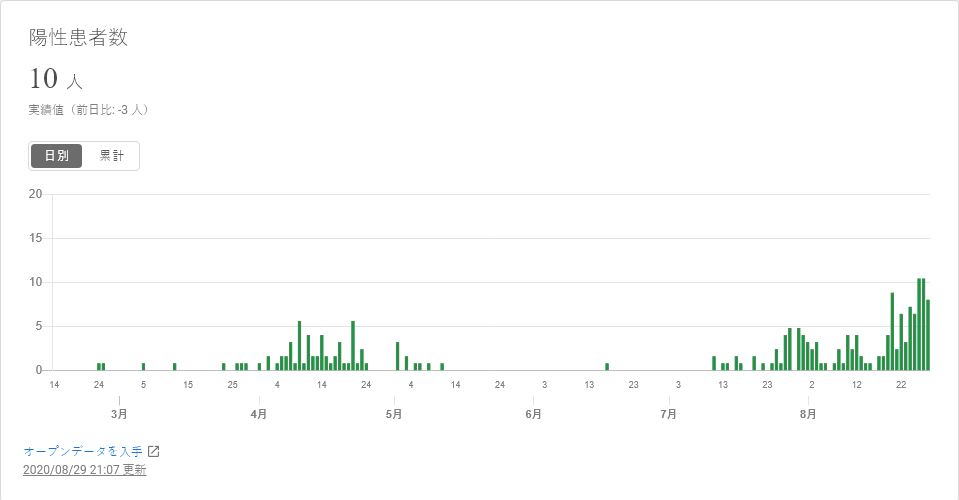 陽性患者数
10 人
実績値（前日比: -3 人）
日別 累計
20
15
10
5
0
14 24 5 15 25 4 14 24 4 14 24 3 13 23 3 13 23 2 12 22
3月 4月 5月 6月 7月 8月
オープンデータを入手
2020/08/29 21:07 更新